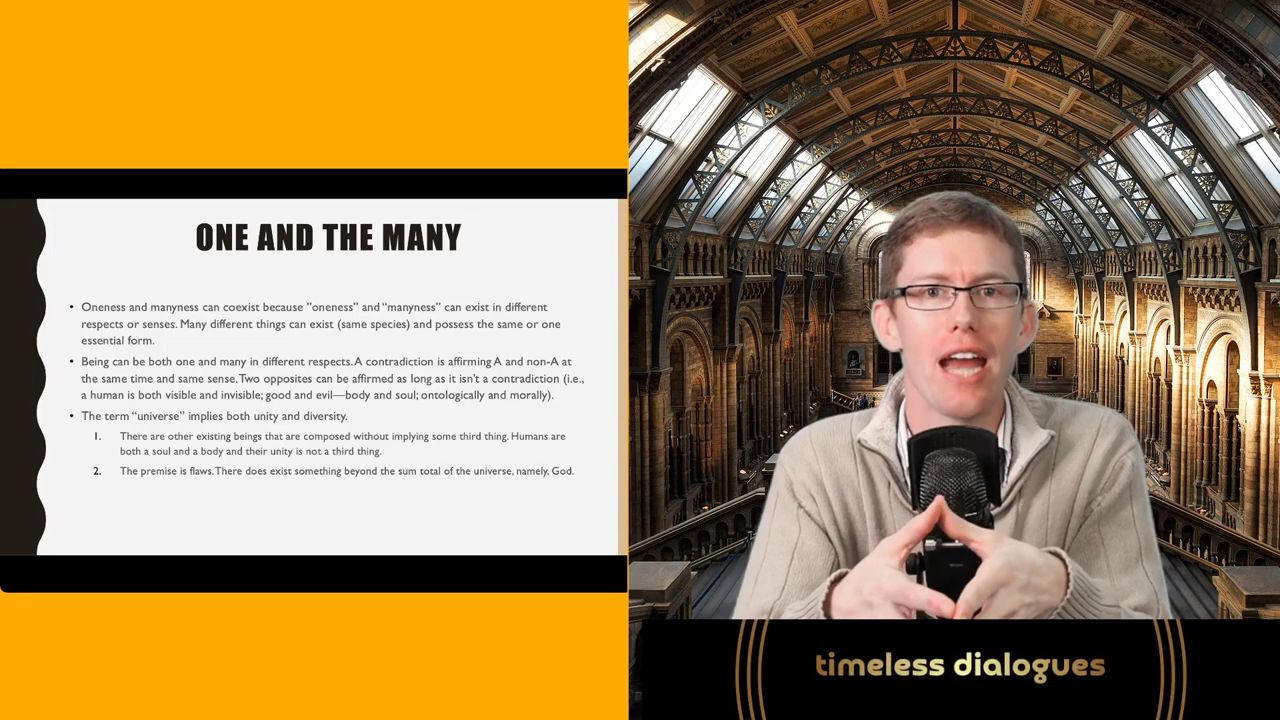 ONE AND THE MANY
• Oneness and manyness can coexist because ”oneness” and “manyness” can exist in different
respects or senses. Many different things can exist (same species) and possess the same or one
essential form.
• Being can be both one and many in different respects. A contradiction is affirming A and non-A at
the same time and same sense. Two opposites can be affirmed as long as it isn’t a contradiction (i.e.,
a human is both visible and invisible; good and evil—body and soul; ontologically and morally).
• The term “universe” implies both unity and diversity.
1. There are other existing beings that are composed without implying some third thing. Humans are
both a soul and a body and their unity is not a third thing.
2. The premise is flaws. There does exist something beyond the sum total of the universe, namely, God.
timeless dialogues